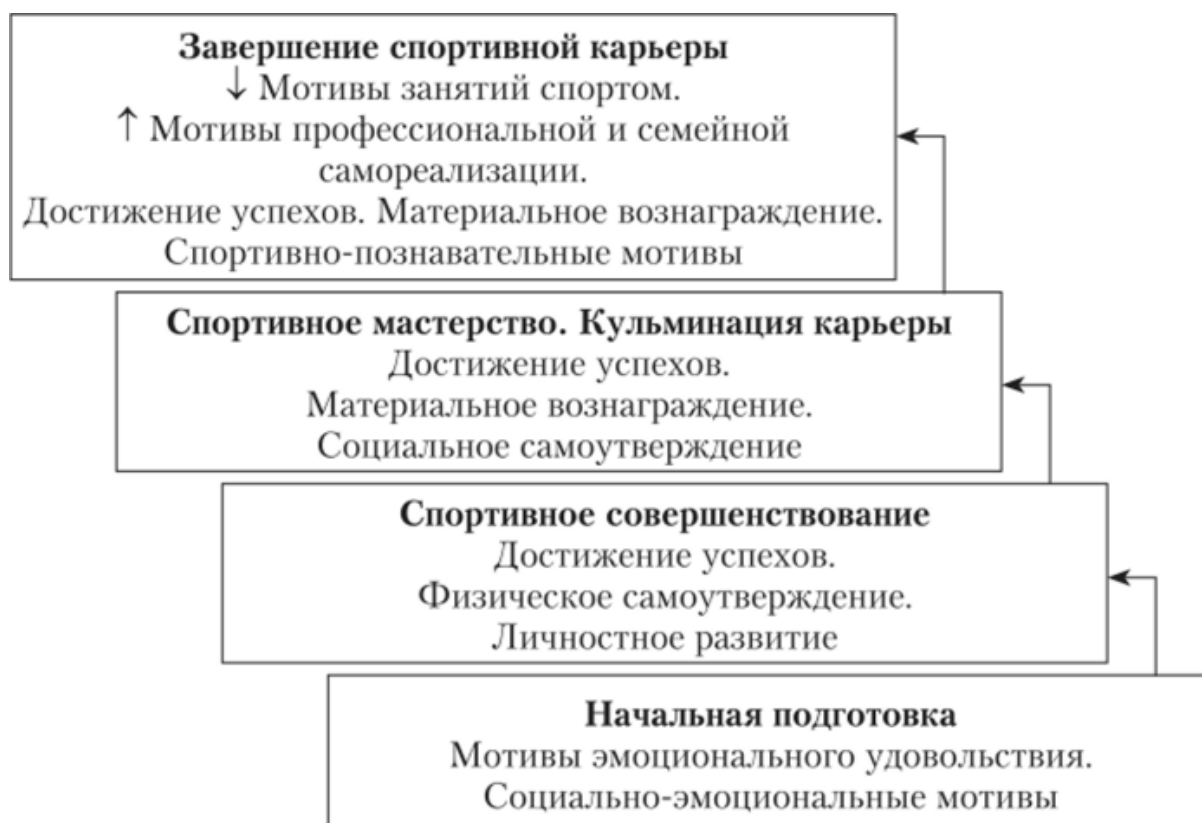 Завершение спортивной карьеры
↓ Мотивы занятий спортом.
↑ Мотивы профессиональной и семейной
самореализации.
Достижение успехов. Материальное вознаграждение.
Спортивно-познавательные мотивы
Спортивное мастерство. Кульминация карьеры
Достижение успехов.
Материальное вознаграждение.
Социальное самоутверждение
Спортивное совершенствование
Достижение успехов.
Физическое самоутверждение.
Личностное развитие
Начальная подготовка
Мотивы эмоционального удовольствия.
Социально-эмоциональные мотивы